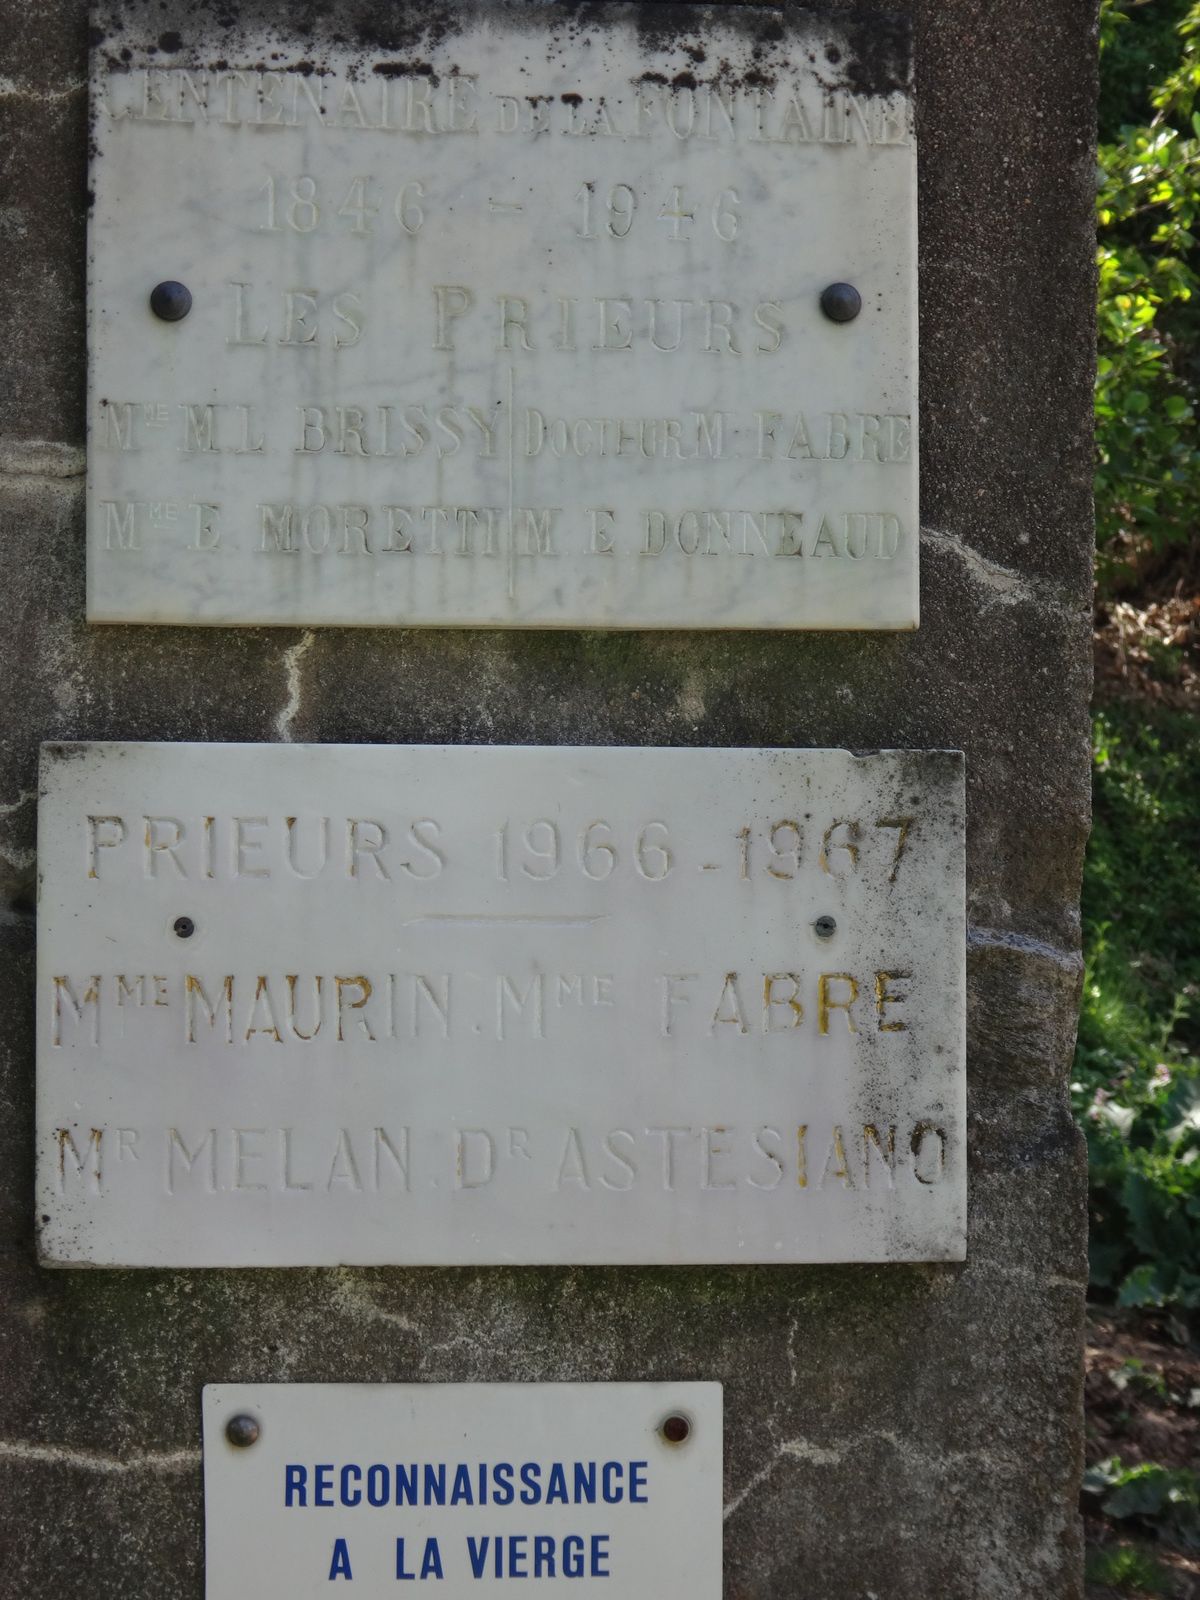 CENTENAIRE DE LA FONTAINE
1846 - 1946
LES PRIEURS
MME M.L BRISSY DOCTEUR M. FABRE
MME E. MORETTI M. E. DONNEAUD
PRIEURS 1966-1967
MME MAURIN. MME FABRE
MR MELAN. DR ASTESIANO
RECONNAISSANCE
A LA VIERGE